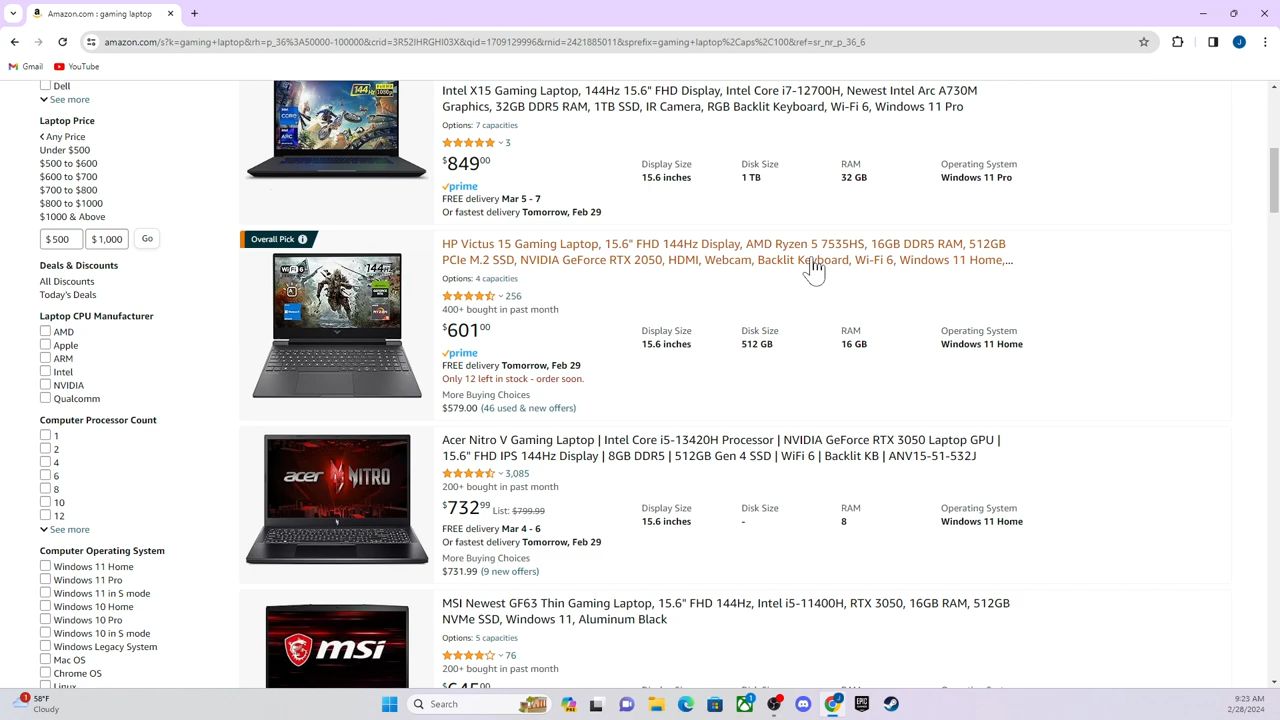 Amazon.com : gaming laptop
amazon.com/s?k=gaming+laptop&rh=p_36%3A50000-100000&crid=3R52IHRGHI03X&qid=1709129996&rnid=2421885011&sprefix=gaming+laptop%2Caps%2C100&ref=sr_nr_p_36_6
J
Gmail
YouTube
Dell
See more
Laptop Price
Any Price
Under $500
$500 to $600
$600 to $700
$700 to $800
$800 to $1000
$1000 & Above
$500 $1,000 Go
Deals & Discounts
All Discounts
Today's Deals
Laptop CPU Manufacturer
AMD
Apple
ARM
Intel
NVIDIA
Qualcomm
Computer Processor Count
1
2
4
6
8
10
12
See more
Computer Operating System
Windows 11 Home
Windows 11 Pro
Windows 11 in S mode
Windows 10 Home
Windows 10 Pro
Windows 10 in S mode
Windows Legacy System
Mac OS
Chrome OS
Linux
Intel X15 Gaming Laptop, 144Hz 15.6" FHD Display, Intel Core i7-12700H, Newest Intel Arc A730M
Graphics, 32GB DDR5 RAM, 1TB SSD, IR Camera, RGB Backlit Keyboard, Wi-Fi 6, Windows 11 Pro
Options: 7 capacities
3
$849 00
Display Size Disk Size RAM Operating System
15.6 inches 1 TB 32 GB Windows 11 Pro
prime
FREE delivery Mar 5 - 7
Or fastest delivery Tomorrow, Feb 29
Overall Pick
HP Victus 15 Gaming Laptop, 15.6" FHD 144Hz Display, AMD Ryzen 5 7535HS, 16GB DDR5 RAM, 512GB
PCIe M.2 SSD, NVIDIA GeForce RTX 2050, HDMI, Webcam, Backlit Keyboard, Wi-Fi 6, Windows 11 Home,...
Options: 4 capacities
256
400+ bought in past month
$601 00
Display Size Disk Size RAM Operating System
15.6 inches 512 GB 16 GB Windows 11 Home
prime
FREE delivery Tomorrow, Feb 29
Only 12 left in stock - order soon.
More Buying Choices
$579.00 (46 used & new offers)
acer NITRO
Acer Nitro V Gaming Laptop | Intel Core i5-13420H Processor | NVIDIA GeForce RTX 3050 Laptop GPU |
15.6" FHD IPS 144Hz Display | 8GB DDR5 | 512GB Gen 4 SSD | WiFi 6 | Backlit KB | ANV15-51-532J
3,085
200+ bought in past month
$732 99 List: $799.99
Display Size Disk Size RAM Operating System
15.6 inches - 8 Windows 11 Home
FREE delivery Mar 4 - 6
Or fastest delivery Tomorrow, Feb 29
More Buying Choices
$731.99 (9 new offers)
msi
MSI Newest GF63 Thin Gaming Laptop, 15.6" FHD 144Hz, Intel i5-11400H, RTX 3050, 16GB RAM, 512GB
NVMe SSD, Windows 11, Aluminum Black
Options: 5 capacities
76
200+ bought in past month
1
58°F
Cloudy
Search
9:23 AM
2/28/2024